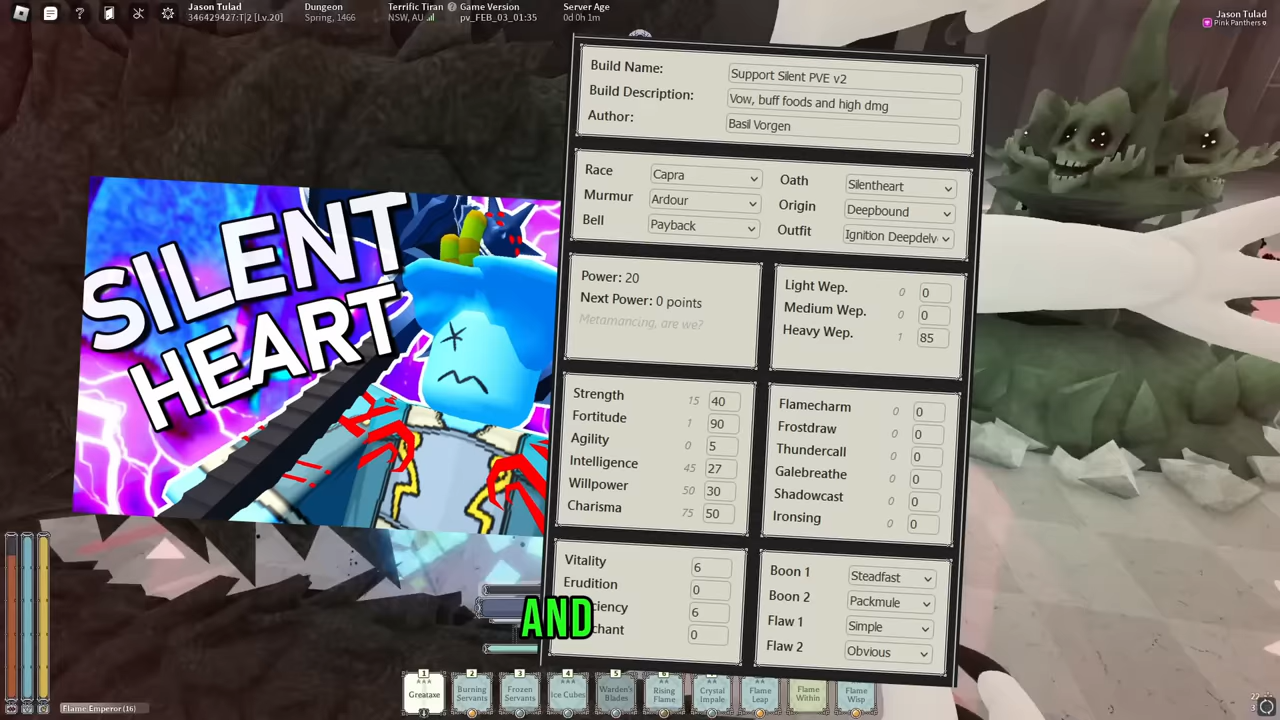 Jason Tulad
346429427:T|2 [Lv.20]
Dungeon
Spring, 1466
Terrific Tiran
NSW, AU
Game Version
pv_FEB_03_01:35
Server Age
0d 0h 1m
Jason Tulad
Pink Panthers
SILENT
HEART
Build Name:
Support Silent PVE v2
Build Description:
Vow, buff foods and high dmg
Author:
Basil Vorgen
Race Capra
Murmur Ardour
Bell Payback
Oath Silentheart
Origin Deepbound
Outfit Ignition Deepdelv
Power: 20
Next Power: 0 points
Metamancing, are we?
Light Wep. 0 0
Medium Wep. 0 0
Heavy Wep. 1 85
Strength 15 40
Fortitude 1 90
Agility 0 5
Intelligence 45 27
Willpower 50 30
Charisma 75 50
Flamecharm 0 0
Frostdraw 0 0
Thundercall 0 0
Galebreathe 0 0
Shadowcast 0 0
Ironsing 0 0
Vitality 6
Erudition 0
iciency 6
chant 0
Boon 1 Steadfast
Boon 2 Packmule
Flaw 1 Simple
Flaw 2 Obvious
AND
1 Greataxe
2 Burning Servants
3 Frozen Servants
4 Ice Cubes
5 Warden's Blades
Rising Flame
Crystal Impale
Flame Leap
Flame Within
Flame Wisp
Flame Emperor (16)